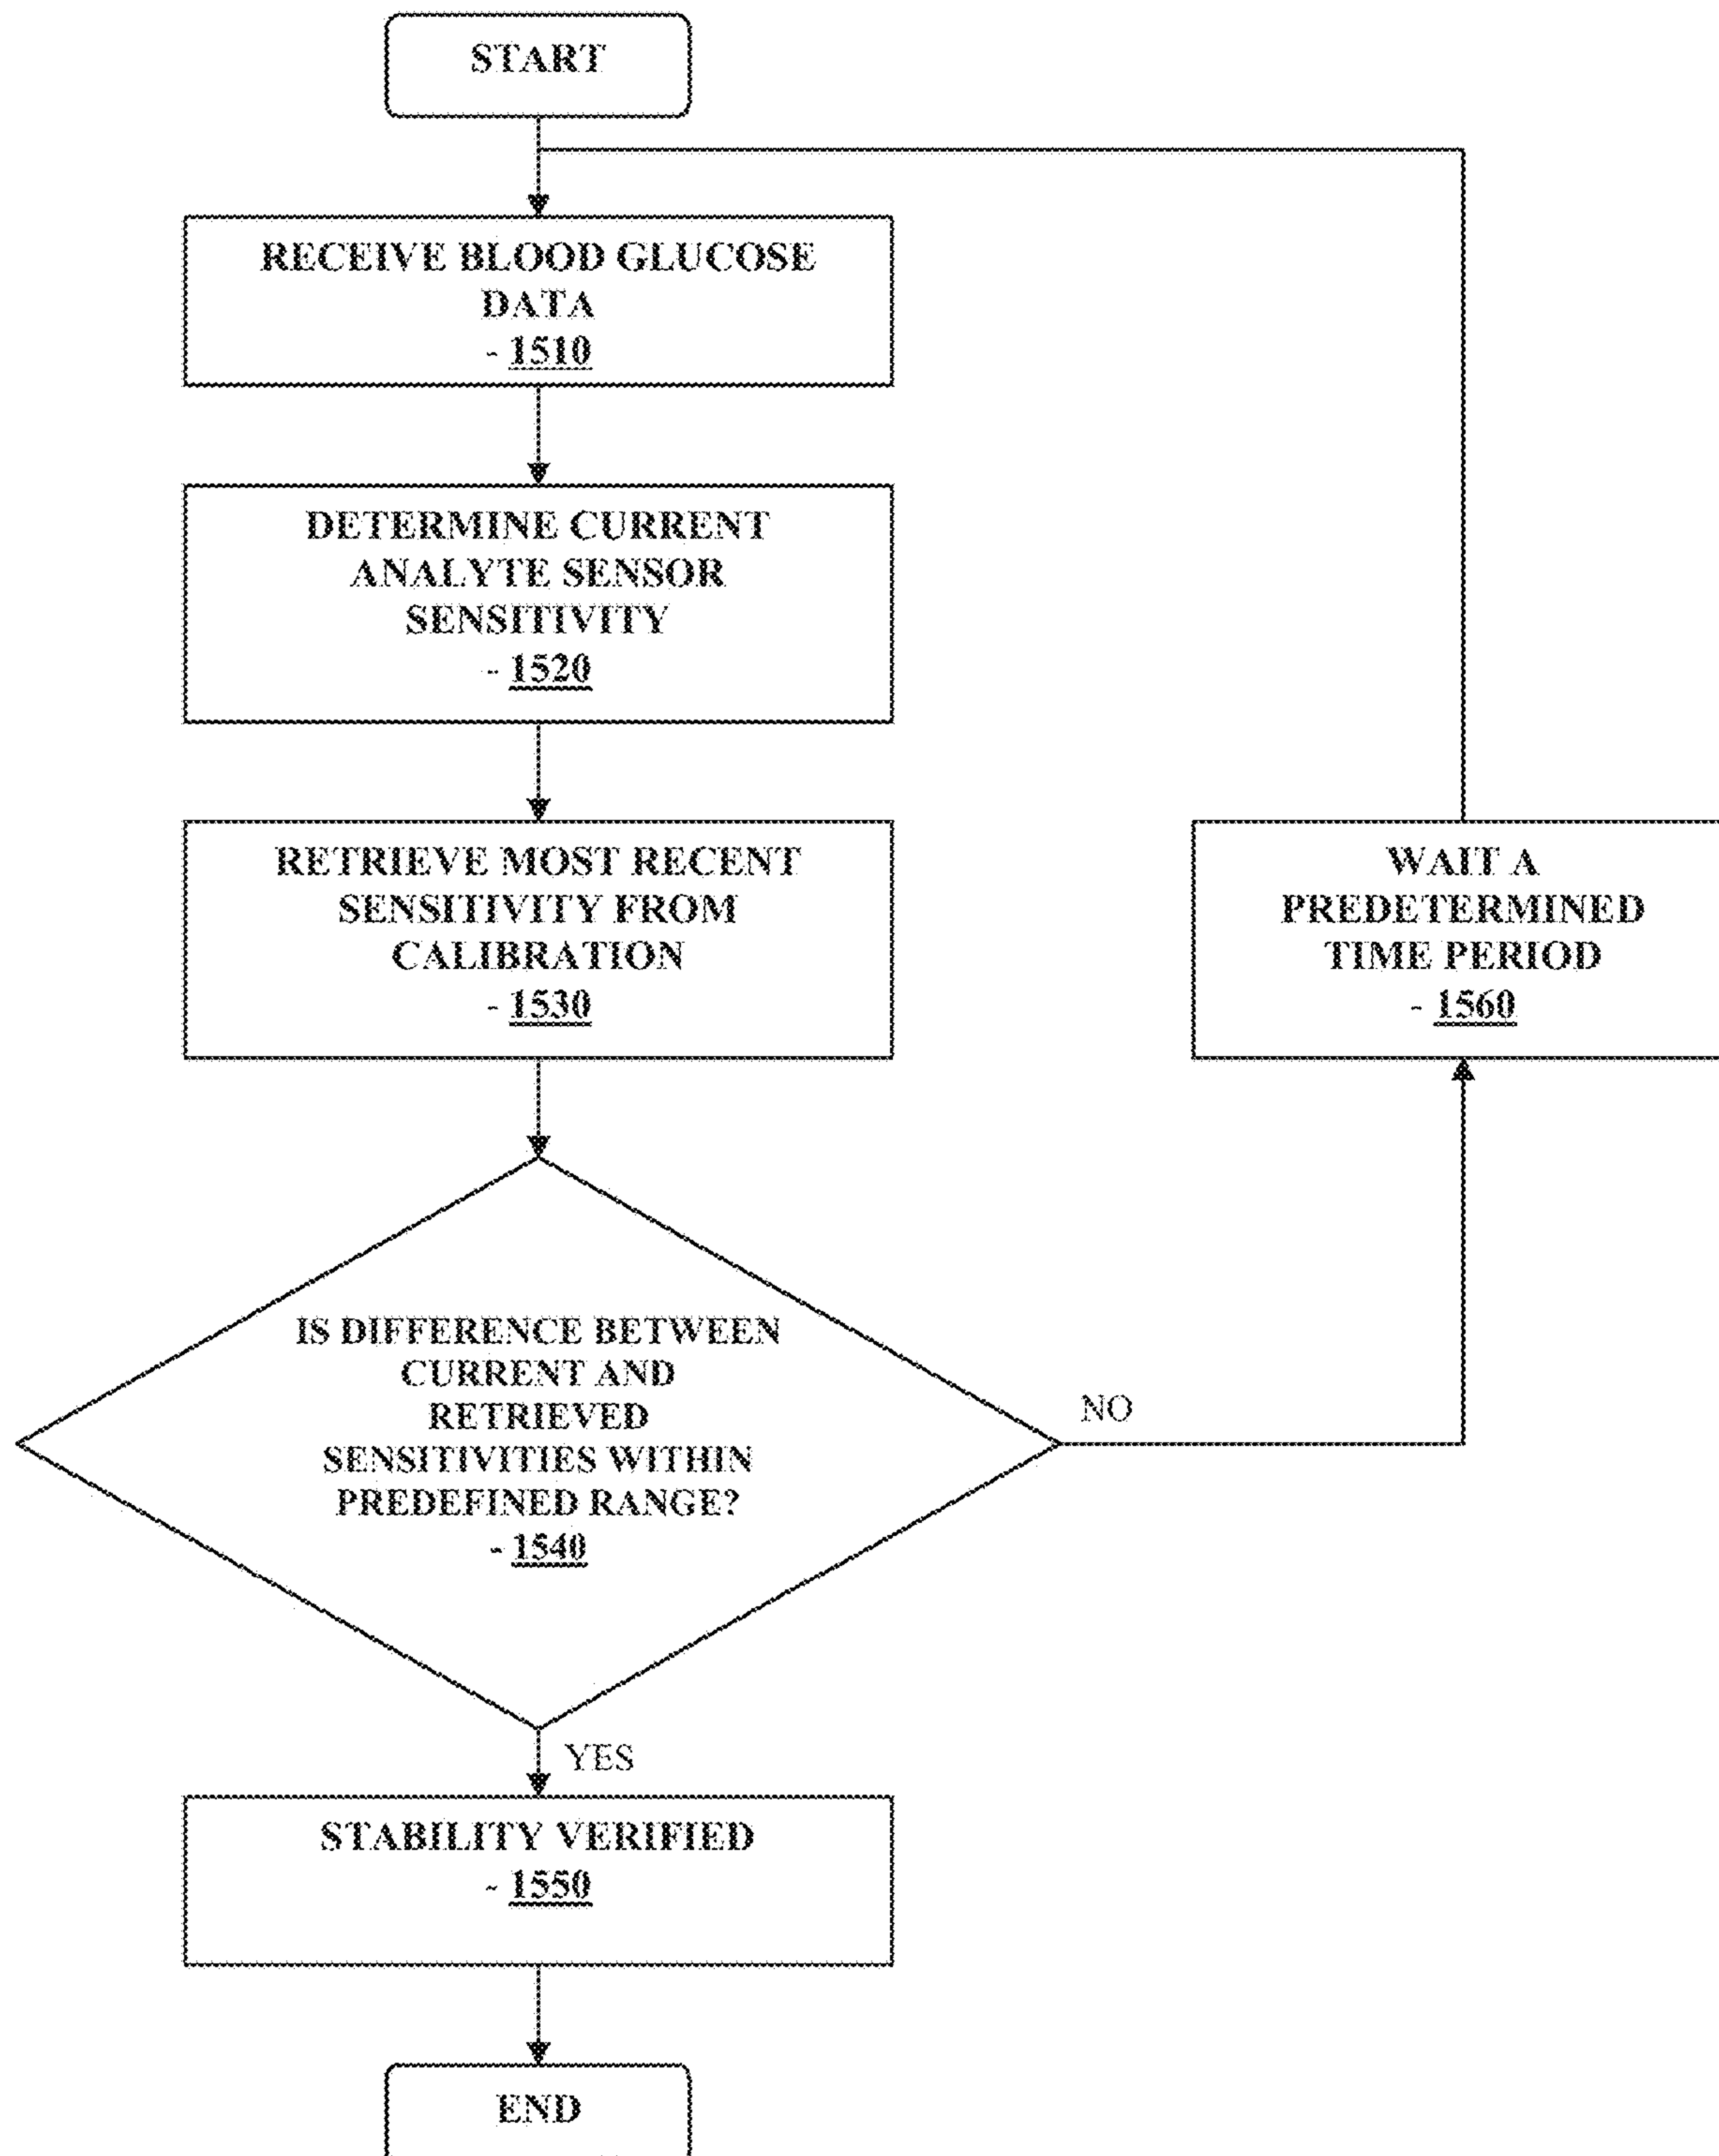 START
RECEIVE BLOOD GLUCOSE
DATA
- 1510
DETERMINE CURRENT
ANALYTE SENSOR
SENSITIVITY
- 1520
RETRIEVE MOST RECENT
SENSITIVITY FROM
CALIBRATION
- 1530
WAIT A
PREDETERMINED
TIME PERIOD
- 1560
IS DIFFERENCE BETWEEN
CURRENT AND
RETRIEVED
SENSITIVITIES WITHIN
PREDEFINED RANGE?
- 1540
NO
YES
STABILITY VERIFIED
- 1550
END